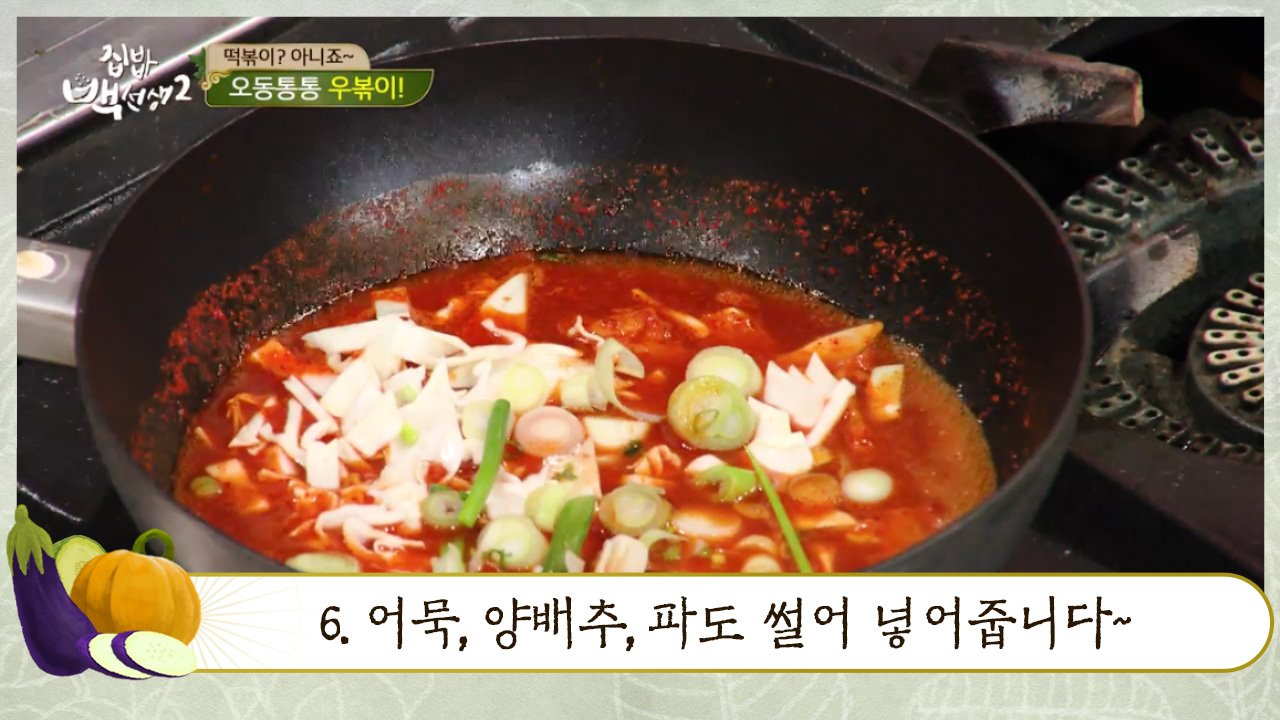 집밥
백선생2
떡볶이? 아니죠~
오동통통 우볶이!
6. 어묵, 양배추, 파도 썰어 넣어줍니다~